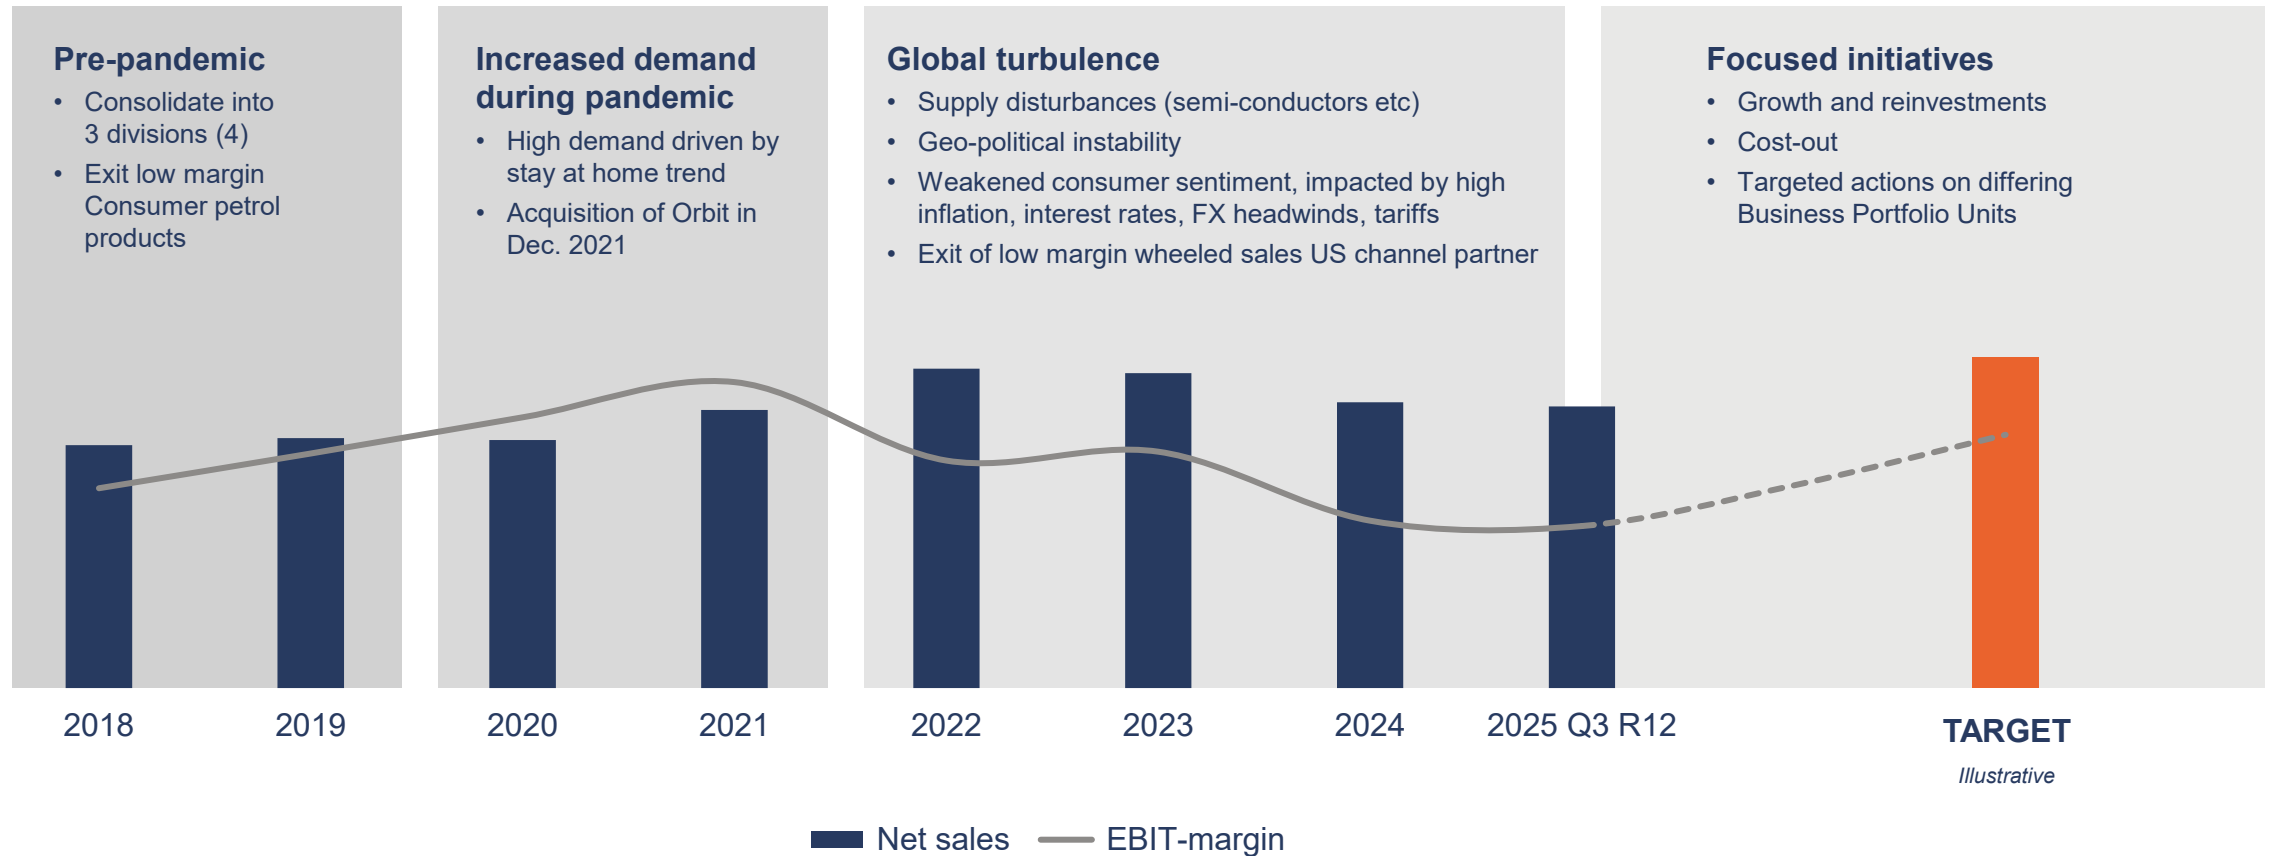 Pre-pandemic
• Consolidate into
3 divisions (4)
• Exit low margin
Consumer petrol
products
Increased demand
during pandemic
• High demand driven by
stay at home trend
• Acquisition of Orbit in
Dec. 2021
Global turbulence
• Supply disturbances (semi-conductors etc)
• Geo-political instability
• Weakened consumer sentiment, impacted by high
inflation, interest rates, FX headwinds, tariffs
• Exit of low margin wheeled sales US channel partner
Focused initiatives
• Growth and reinvestments
• Cost-out
• Targeted actions on differing
Business Portfolio Units
2018
2019
2020
2021
2022
2023
2024
2025 Q3 R12
TARGET
Illustrative
Net sales
EBIT-margin